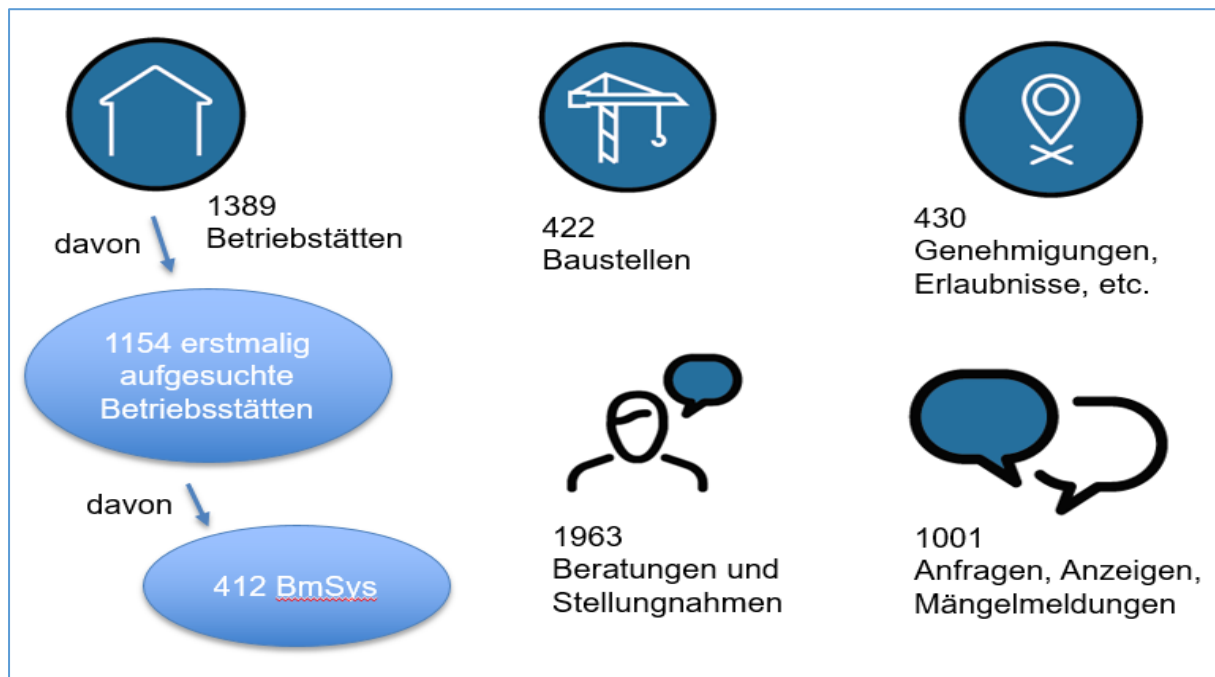 1389
Betriebstätten
davon
1154 erstmalig
aufgesuchte
Betriebsstätten
davon
412 BmSys
422
Baustellen
430
Genehmigungen,
Erlaubnisse, etc.
1963
Beratungen und
Stellungnahmen
1001
Anfragen, Anzeigen,
Mängelmeldungen